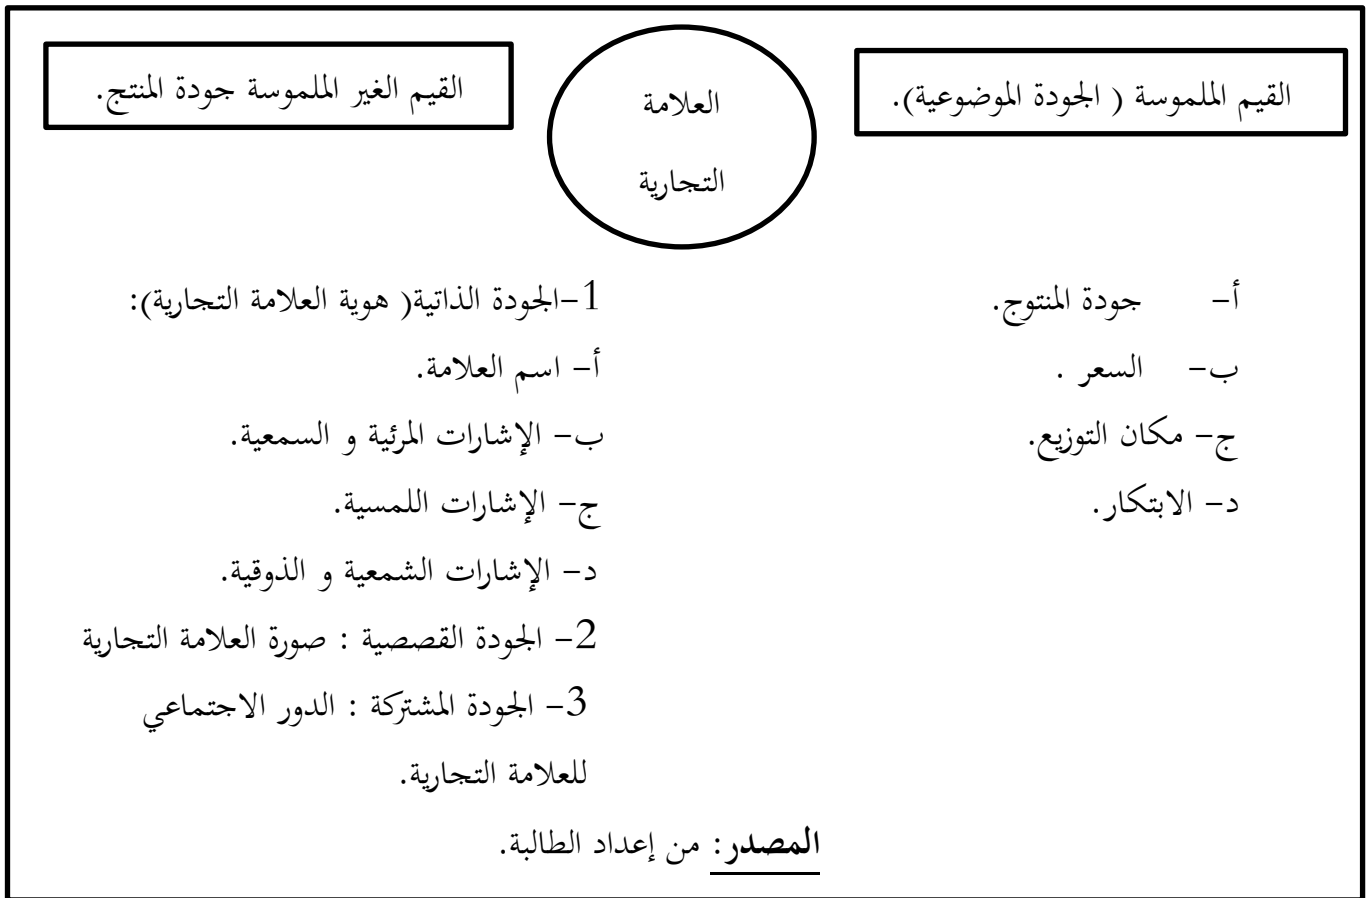 القيم الملموسة ( الجودة الموضوعية).
العلامة
التجارية
القيم الغير الملموسة جودة المنتج.
أ- جودة المنتوج.
ب- السعر .
ج- مكان التوزيع.
د- الابتكار.
1-الجودة الذاتية( هوية العلامة التجارية):
أ- اسم العلامة.
ب- الإشارات المرئية و السمعية.
ج- الإشارات اللمسية.
د- الإشارات الشمعية و الذوقية.
2- الجودة القصصية : صورة العلامة التجارية
3- الجودة المشتركة : الدور الاجتماعي
للعلامة التجارية.
المصدر: من إعداد الطالبة.